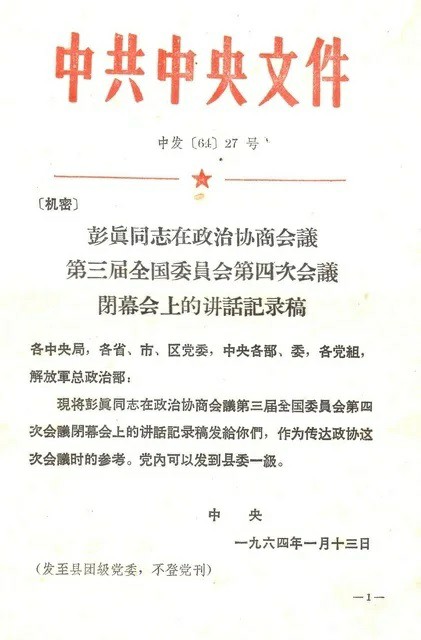 中共中央文件
中发〔64〕27 号
〔机密〕
彭眞同志在政治协商会議
第三届全国委員会第四次会議
閉幕会上的讲話記录稿
各中央局，各省、市、区党委，中央各部、委，各党組，
解放軍总政治部：
現将彭眞同志在政治协商会議第三届全国委員会第四
次会議閉幕会上的讲話記录稿发給你們，作为传达政协这
次会議时的参考。党內可以发到县委一級。
中　央
一九六四年一月十三日
（发至县团級党委，不登党刊）
—1—